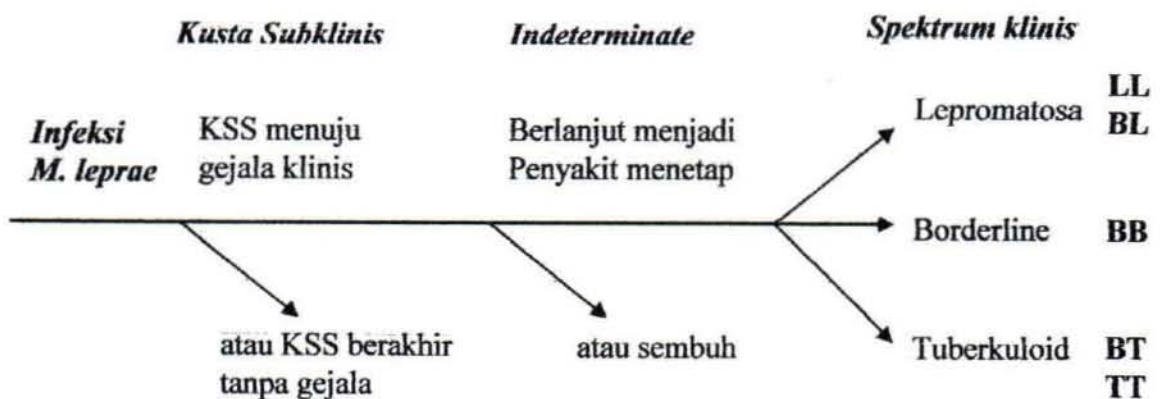 Kusta Subklinis
Indeterminate
Spektrum klinis
Infeksi
M. leprae
KSS menuju
gejala klinis
Berlanjut menjadi
Penyakit menetap
Lepromatosa
LL
BL
Borderline
BB
atau KSS berakhir
tanpa gejala
atau sembuh
Tuberkuloid
BT
TT